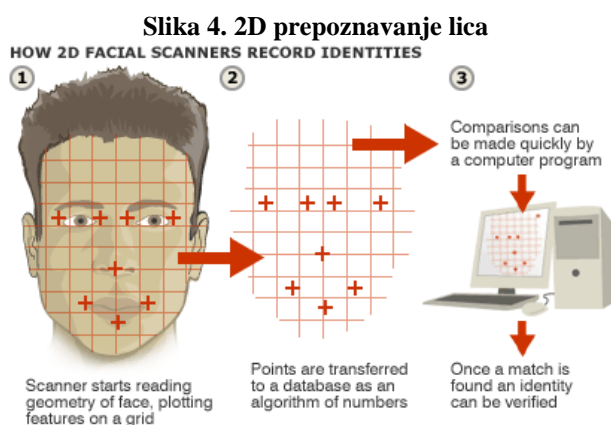 Slika 4. 2D prepoznavanje lica
HOW 2D FACIAL SCANNERS RECORD IDENTITIES
1
2
3
Scanner starts reading
geometry of face, plotting
features on a grid
Points are transferred
to a database as an
algorithm of numbers
Comparisons can
be made quickly by
a computer program
Once a match is
found an identity
can be verified